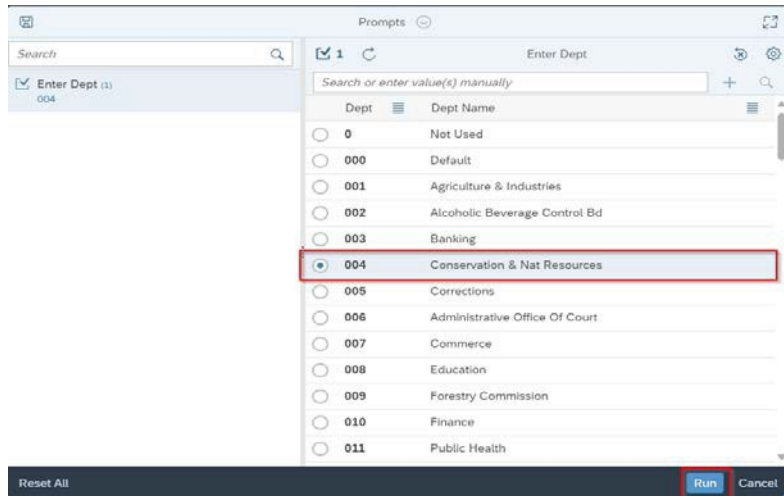 Prompts
Search
Enter Dept (1)
004
1
Enter Dept
Search or enter value(s) manually
Dept Dept Name
0 Not Used
000 Default
001 Agriculture & Industries
002 Alcoholic Beverage Control Bd
003 Banking
004 Conservation & Nat Resources
005 Corrections
006 Administrative Office Of Court
007 Commerce
008 Education
009 Forestry Commission
010 Finance
011 Public Health
Reset All Run Cancel